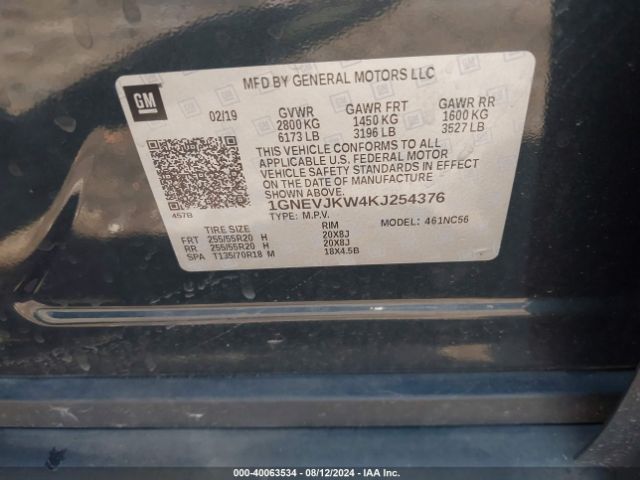 GM
MFD BY GENERAL MOTORS LLC
02/19 GVWR GAWR FRT GAWR RR
2800 KG 1450 KG 1600 KG
6173 LB 3196 LB 3527 LB
THIS VEHICLE CONFORMS TO ALL
APPLICABLE U.S. FEDERAL MOTOR
VEHICLE SAFETY STANDARDS IN EFFECT
ON THE DATE OF MANUFACTURE
SHOWN ABOVE.
1GNEVJKW4KJ254376
457B TYPE: M.P.V. MODEL: 461NC56
TIRE SIZE RIM
FRT 255/55R20 H 20X8J
RR 255/55R20 H 20X8J
SPA T135/70R18 M 18X4.5B
000-40063534 - 08/12/2024 - IAA Inc.